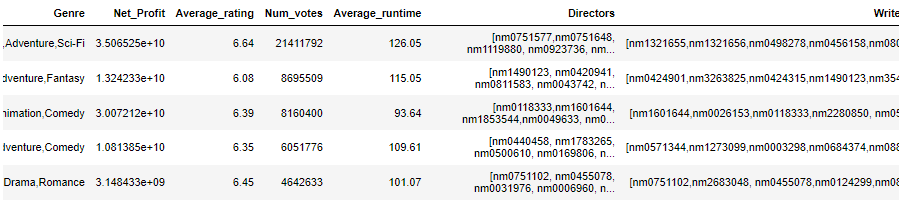 Genre Net_Profit Average_rating Num_votes Average_runtime Directors Write
,Adventure,Sci-Fi 3.506525e+10 6.64 21411792 126.05 [nm0751577,nm0751648, nm1119880, nm0923736, nm... [nm1321655,nm1321656,nm0498278,nm0456158,nm080
dventure,Fantasy 1.324233e+10 6.08 8695509 115.05 [nm1490123, nm0420941, nm0811583, nm0043742, n... [nm0424901,nm3263825,nm0424315,nm1490123,nm354
nimation,Comedy 3.007212e+10 6.39 8160400 93.64 [nm0118333,nm1601644, nm1853544,nm0049633, nm0... [nm1601644,nm0026153,nm0118333,nm2280850, nm05
dventure,Comedy 1.081385e+10 6.35 6051776 109.61 [nm0440458, nm1783265, nm0500610, nm0169806, n... [nm0571344,nm1273099,nm0003298,nm0684374,nm088
Drama,Romance 3.148433e+09 6.45 4642633 101.07 [nm0751102, nm0455078, nm0031976, nm0006960, n... [nm0751102,nm2683048, nm0455078,nm0124299,nm08